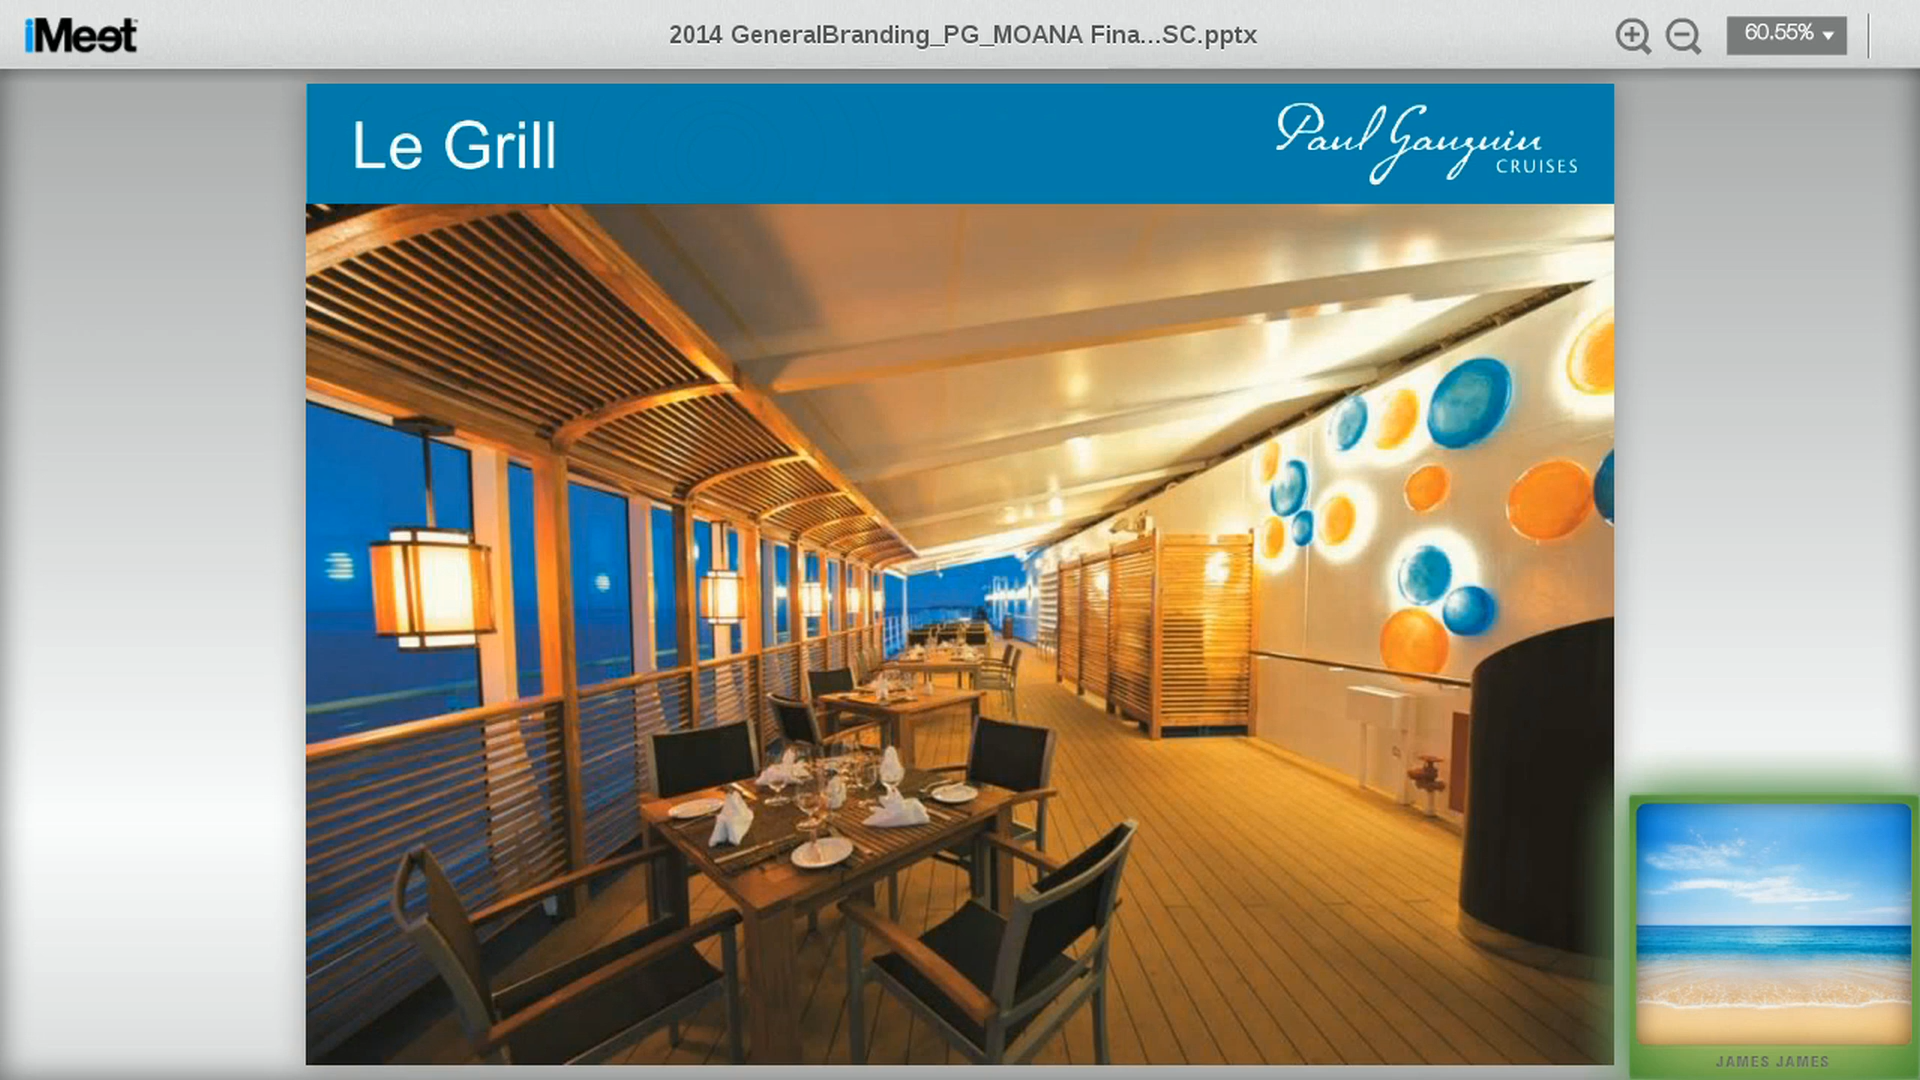 iMeet
2014 GeneralBranding_PG_MOANA Fina...SC.pptx
60.55%
Le Grill
Paul Gauguin
CRUISES
JAMES JAMES